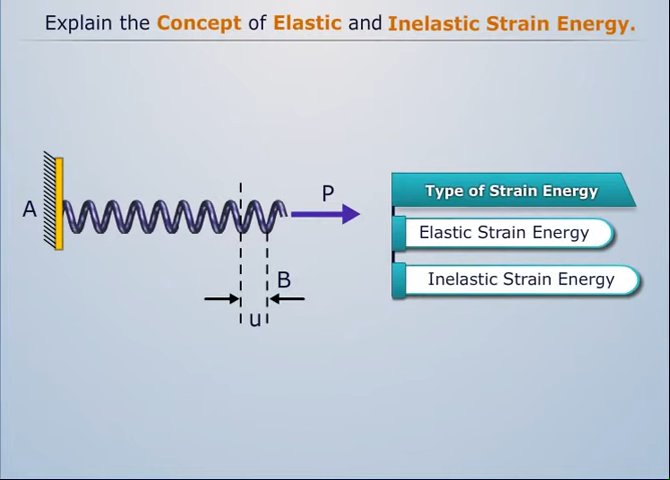 Explain the Concept of Elastic and Inelastic Strain Energy.
A
P
B
u
Type of Strain Energy
Elastic Strain Energy
Inelastic Strain Energy